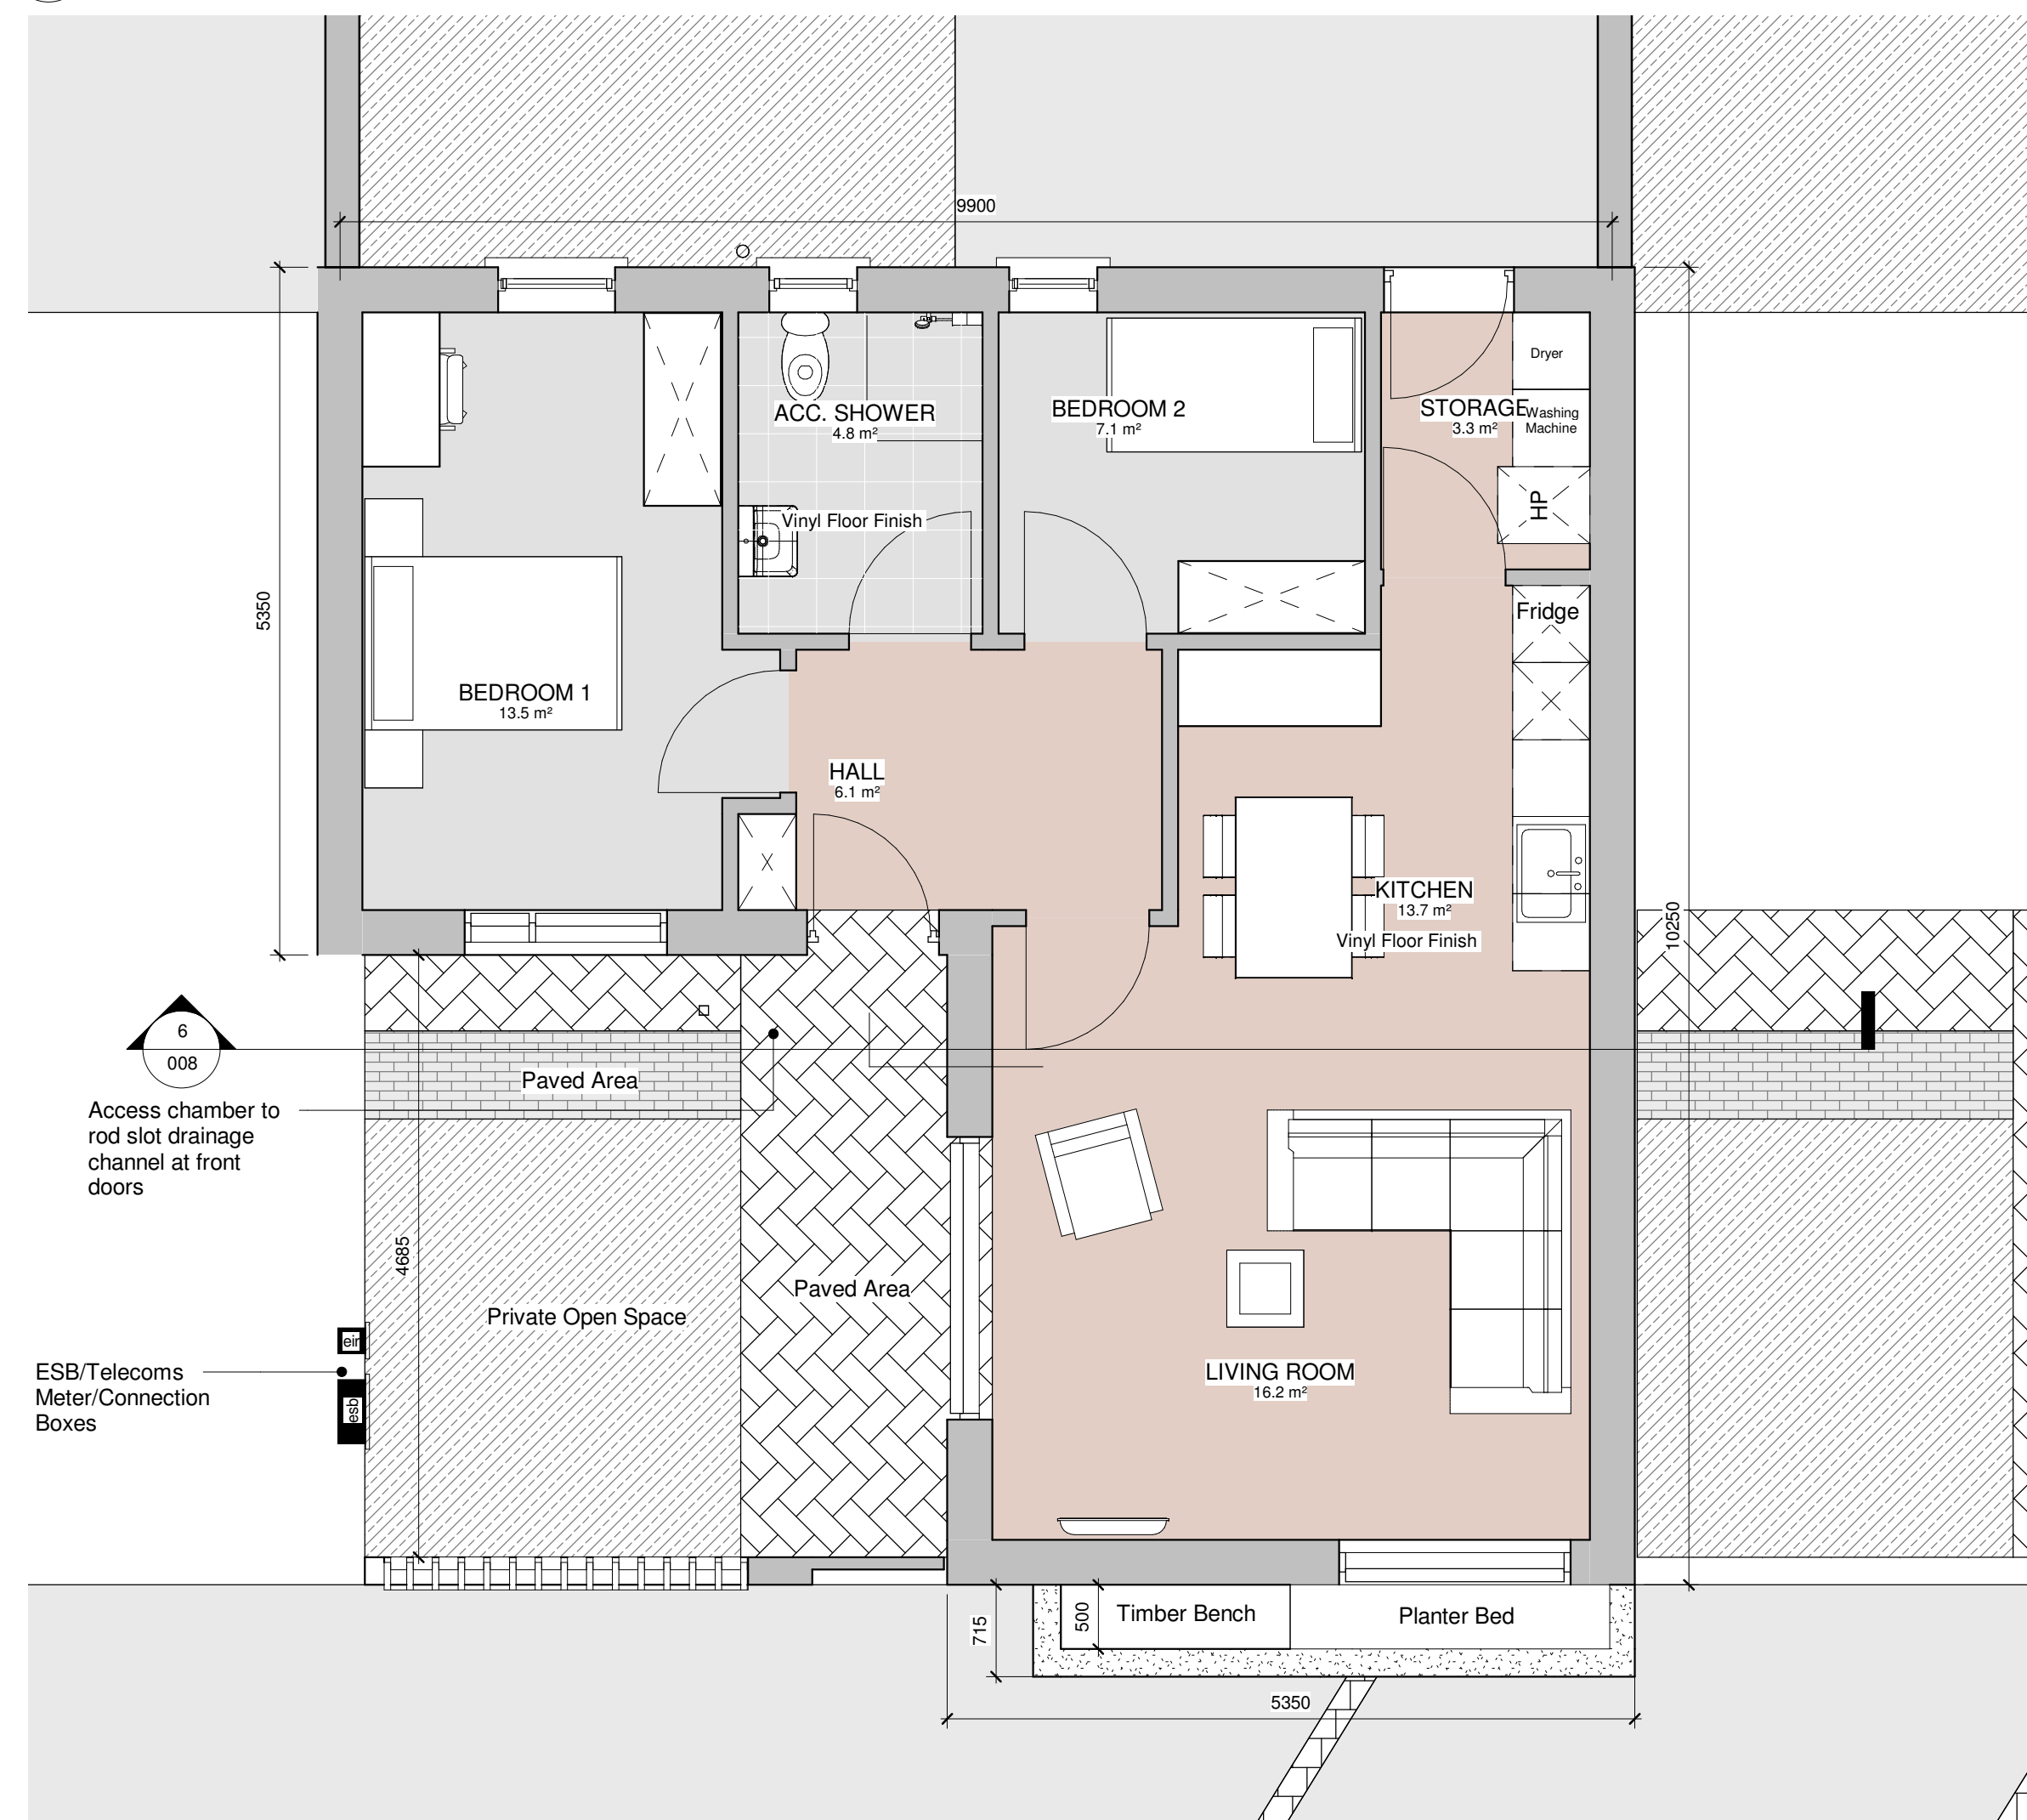 9900
5350
Dryer
Washing
Machine
ACC. SHOWER
4.8 m²
BEDROOM 2
7.1 m²
STORAGE
3.3 m²
HP
Vinyl Floor Finish
Fridge
BEDROOM 1
13.5 m²
HALL
6.1 m²
KITCHEN
13.7 m²
Vinyl Floor Finish
10250
6
008
Paved Area
Access chamber to
rod slot drainage
channel at front
doors
4685
Paved Area
Private Open Space
eir
ESB/Telecoms
Meter/Connection
Boxes
esb
LIVING ROOM
16.2 m²
715
500
Timber Bench
Planter Bed
5350